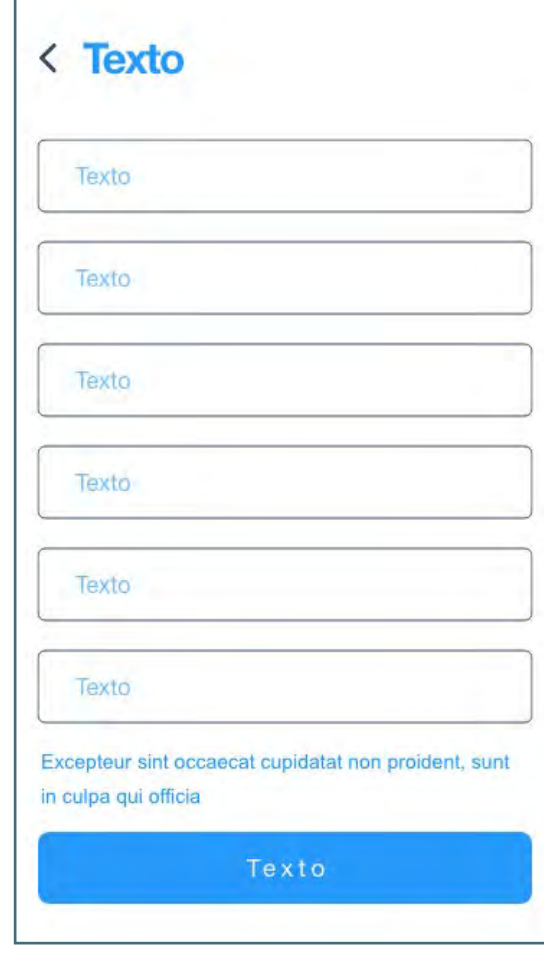 Texto
Texto
Texto
Texto
Texto
Texto
Texto
Excepteur sint occaecat cupidatat non proident, sunt
in culpa qui officia
Texto